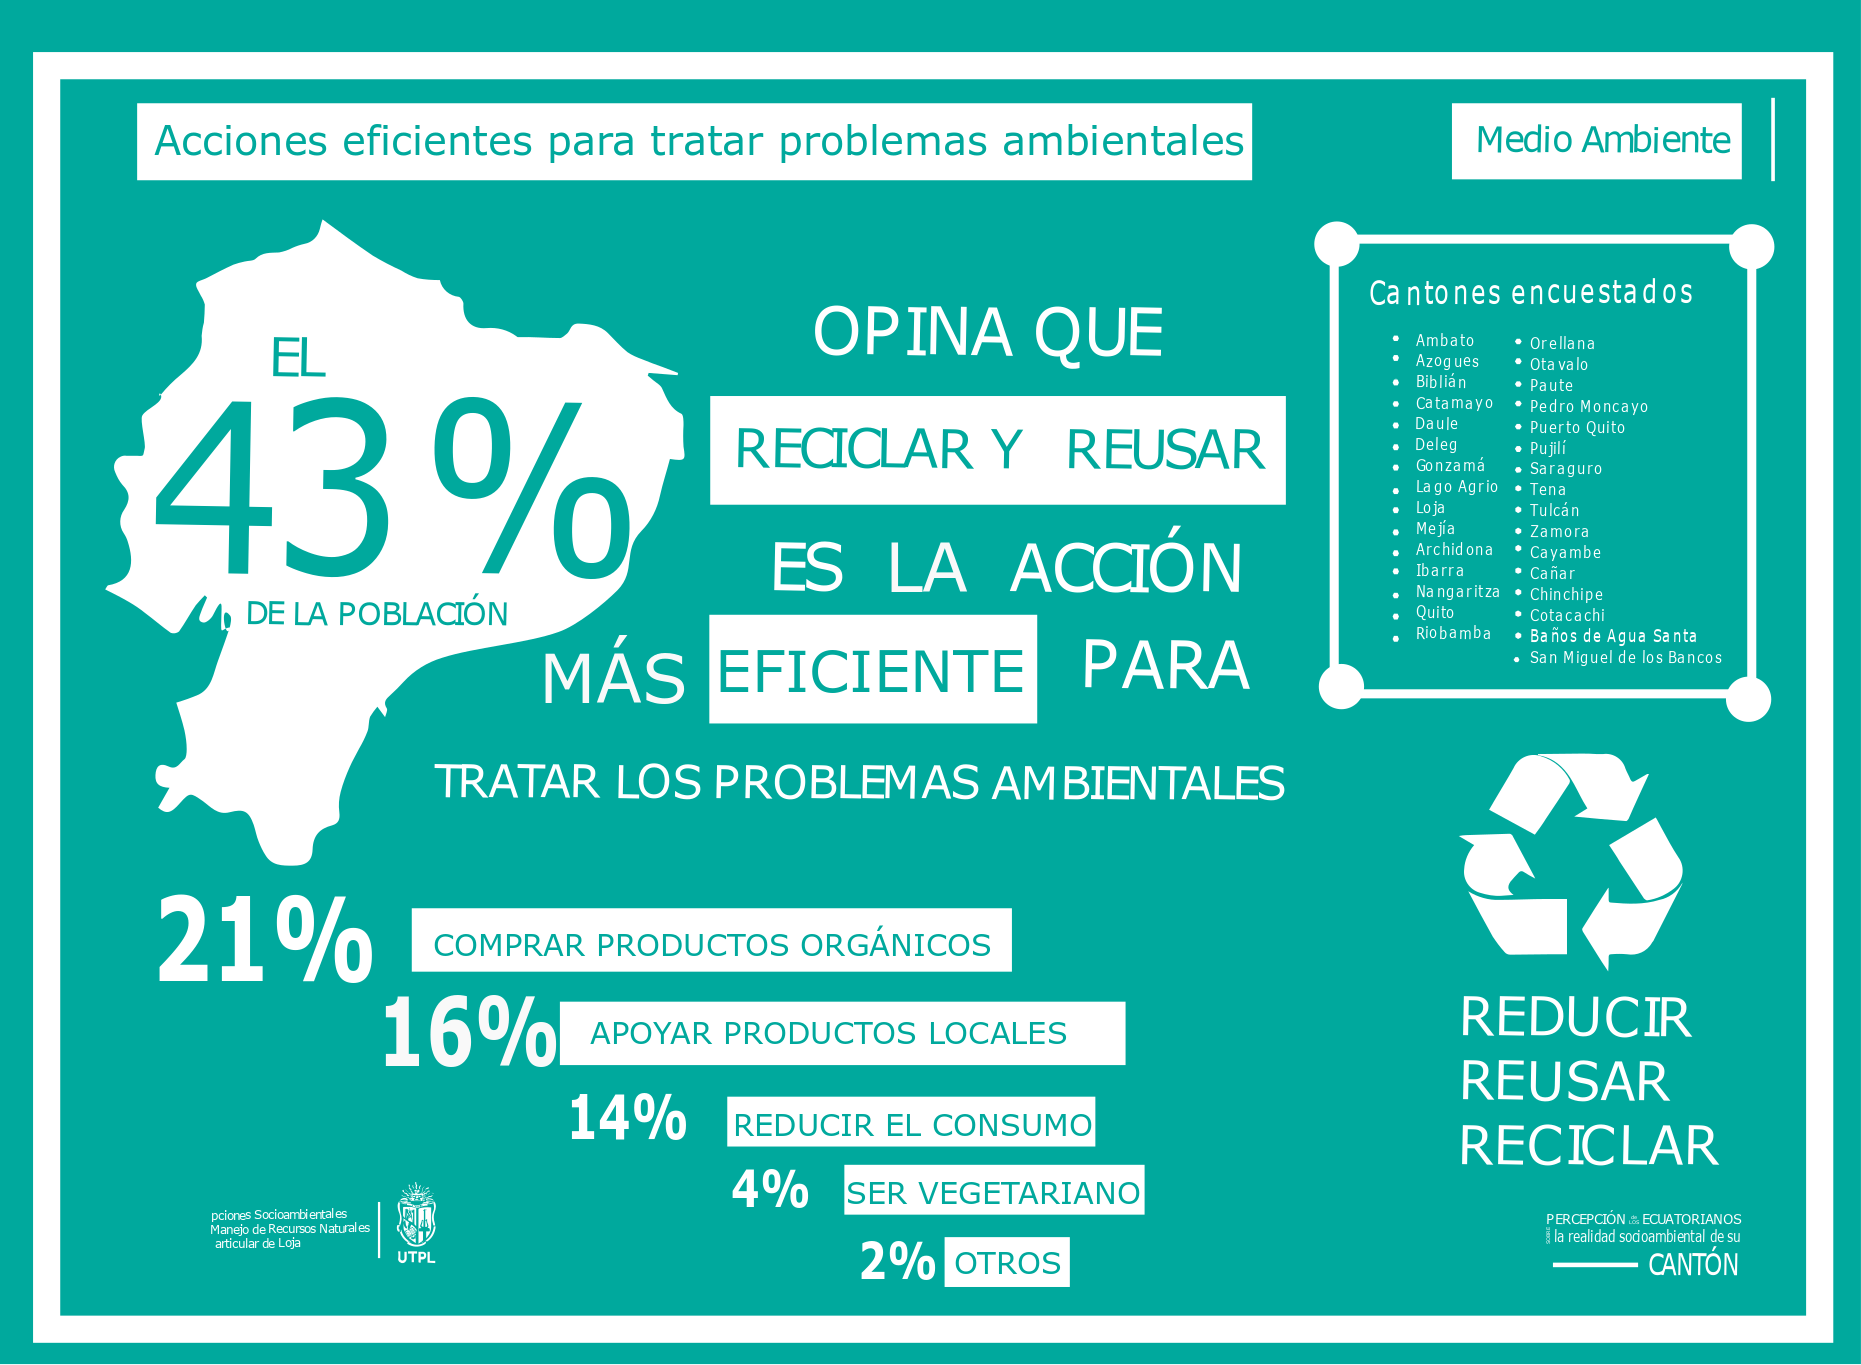 Acciones eficientes para tratar problemas ambientales
Medio Ambiente
EL
43%
DE LA POBLACIÓN
OPINA QUE
RECICLAR Y REUSAR
ES LA ACCIÓN
MÁS EFICIENTE PARA
TRATAR LOS PROBLEMAS AMBIENTALES
Cantones encuestados
• Ambato
• Azogues
• Biblián
• Catamayo
• Daule
• Deleg
• Gonzamá
• Lago Agrio
• Loja
• Mejía
• Archidona
• Ibarra
• Nangaritza
• Quito
• Riobamba
• Orellana
• Otavalo
• Paute
• Pedro Moncayo
• Puerto Quito
• Pujilí
• Saraguro
• Tena
• Tulcán
• Zamora
• Cayambe
• Cañar
• Chinchipe
• Cotacachi
• Baños de Agua Santa
• San Miguel de los Bancos
21% COMPRAR PRODUCTOS ORGÁNICOS
16% APOYAR PRODUCTOS LOCALES
14% REDUCIR EL CONSUMO
4% SER VEGETARIANO
2% OTROS
REDUCIR
REUSAR
RECICLAR
pciones Socioambientales
Manejo de Recursos Naturales
articular de Loja
UTPL
PERCEPCIÓN DE LOS ECUATORIANOS
SOBRE la realidad socioambiental de su
CANTÓN